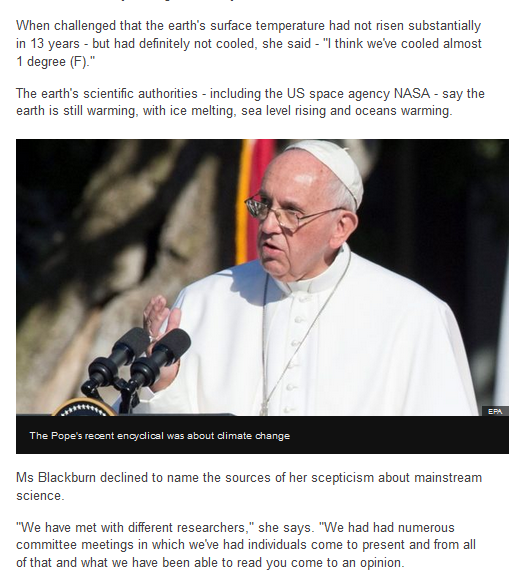 When challenged that the earth's surface temperature had not risen substantially
in 13 years - but had definitely not cooled, she said - "I think we've cooled almost
1 degree (F)."
The earth's scientific authorities - including the US space agency NASA - say the
earth is still warming, with ice melting, sea level rising and oceans warming.
EPA
The Pope's recent encyclical was about climate change
Ms Blackburn declined to name the sources of her scepticism about mainstream
science.
"We have met with different researchers," she says. "We had had numerous
committee meetings in which we've had individuals come to present and from all
of that and what we have been able to read you come to an opinion.